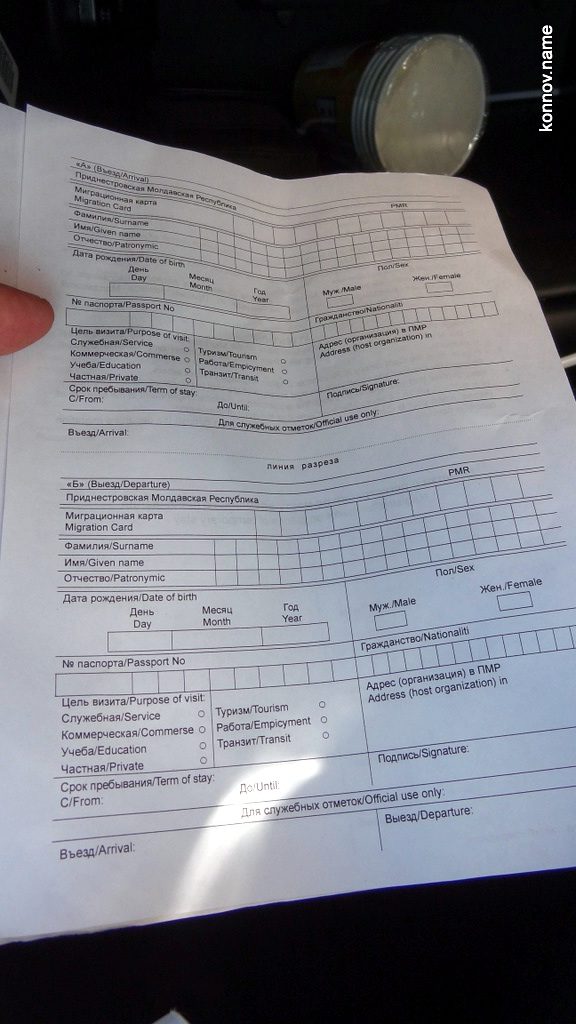 konnov.name
«А» (Въезд/Arrival)
Приднестровская Молдавская Республика
PMR
Миграционная карта
Migration Card
Фамилия/Surname
Имя/Given name
Отчество/Patronymic
Дата рождения/Date of birth
Пол/Sex
День Месяц Год
Day Month Year
Муж./Male Жен./Female
№ паспорта/Passport No
Гражданство/Nationaliti
Цель визита/Purpose of visit:
Служебная/Service
Коммерческая/Commerse
Учеба/Education
Частная/Private
Туризм/Tourism
Работа/Empicyment
Транзит/Transit
Адрес (организация) в ПМР
Address (host organization) in
Срок пребывания/Term of stay:
С/From: До/Until:
Подпись/Signature:
Для служебных отметок/Official use only:
Въезд/Arrival:
линия разреза
«Б» (Выезд/Departure)
PMR
Приднестровская Молдавская Республика
Миграционная карта
Migration Card
Фамилия/Surname
Имя/Given name
Отчество/Patronymic
Дата рождения/Date of birth
Пол/Sex
День Месяц Год
Day Month Year
Муж./Male Жен./Female
№ паспорта/Passport No
Гражданство/Nationaliti
Цель визита/Purpose of visit:
Служебная/Service
Коммерческая/Commerse
Учеба/Education
Частная/Private
Туризм/Tourism
Работа/Empicyment
Транзит/Transit
Адрес (организация) в ПМР
Address (host organization) in
Срок пребывания/Term of stay:
С/From: До/Until:
Подпись/Signature:
Для служебных отметок/Official use only:
Въезд/Arrival:
Выезд/Departure: